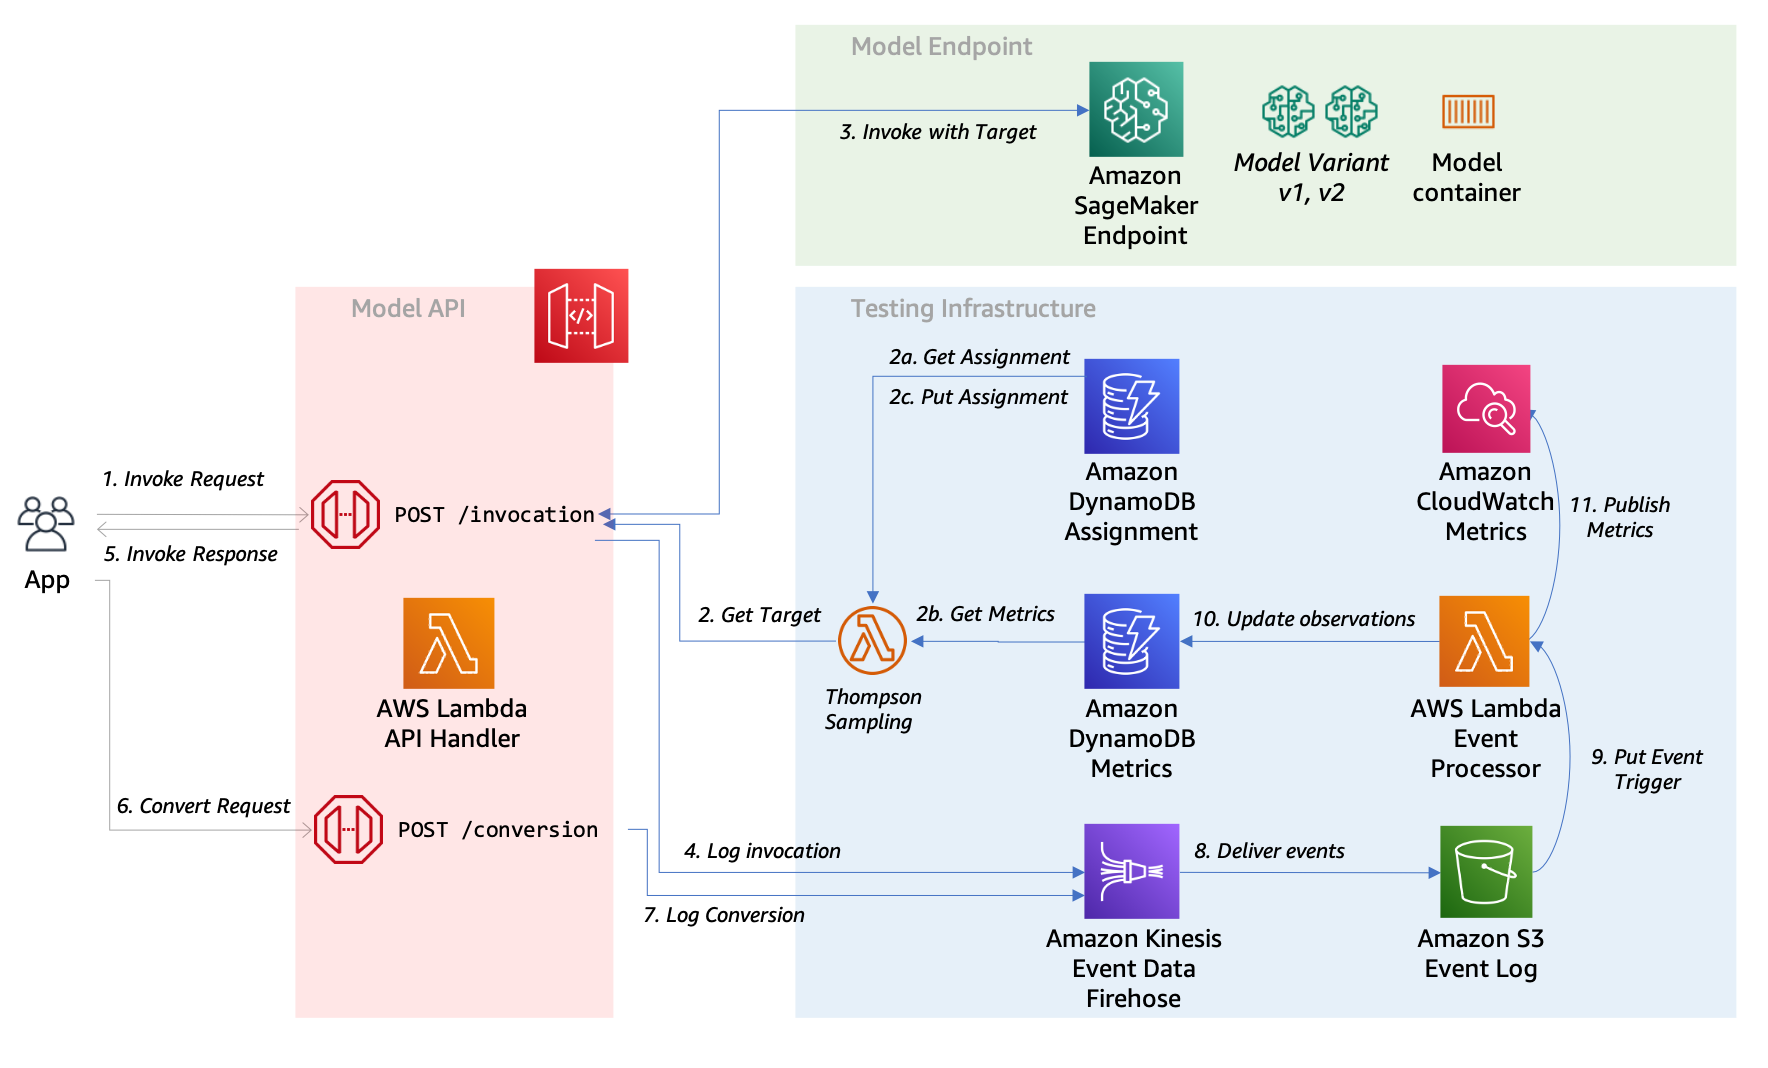 Model Endpoint
3. Invoke with Target
Amazon
SageMaker
Endpoint
Model Variant
v1, v2
Model
container
Model API
</>
Testing Infrastructure
2a. Get Assignment
2c. Put Assignment
Amazon
DynamoDB
Assignment
Amazon
CloudWatch
Metrics
11. Publish
Metrics
1. Invoke Request
POST /invocation
5. Invoke Response
App
2. Get Target
2b. Get Metrics
10. Update observations
Thompson
Sampling
AWS Lambda
API Handler
Amazon
DynamoDB
Metrics
AWS Lambda
Event
Processor
9. Put Event
Trigger
6. Convert Request
POST /conversion
4. Log invocation
8. Deliver events
7. Log Conversion
Amazon Kinesis
Event Data
Firehose
Amazon S3
Event Log